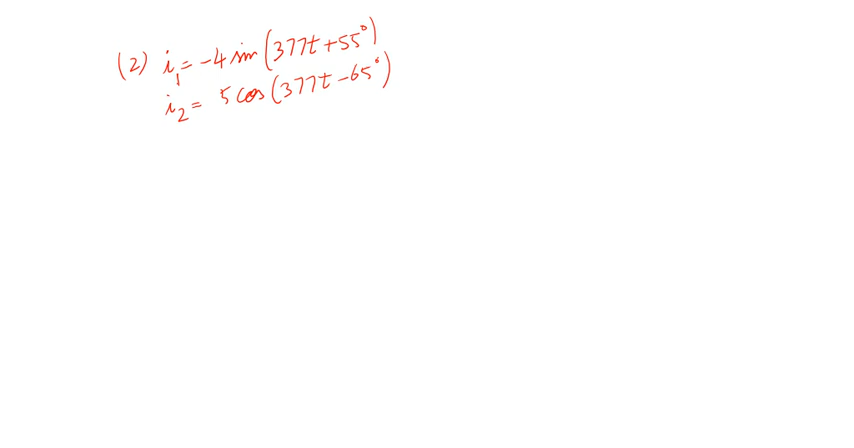 (2) i₁ = -4 sin (377t + 55°)
i₂ = 5 cos (377t - 65°)